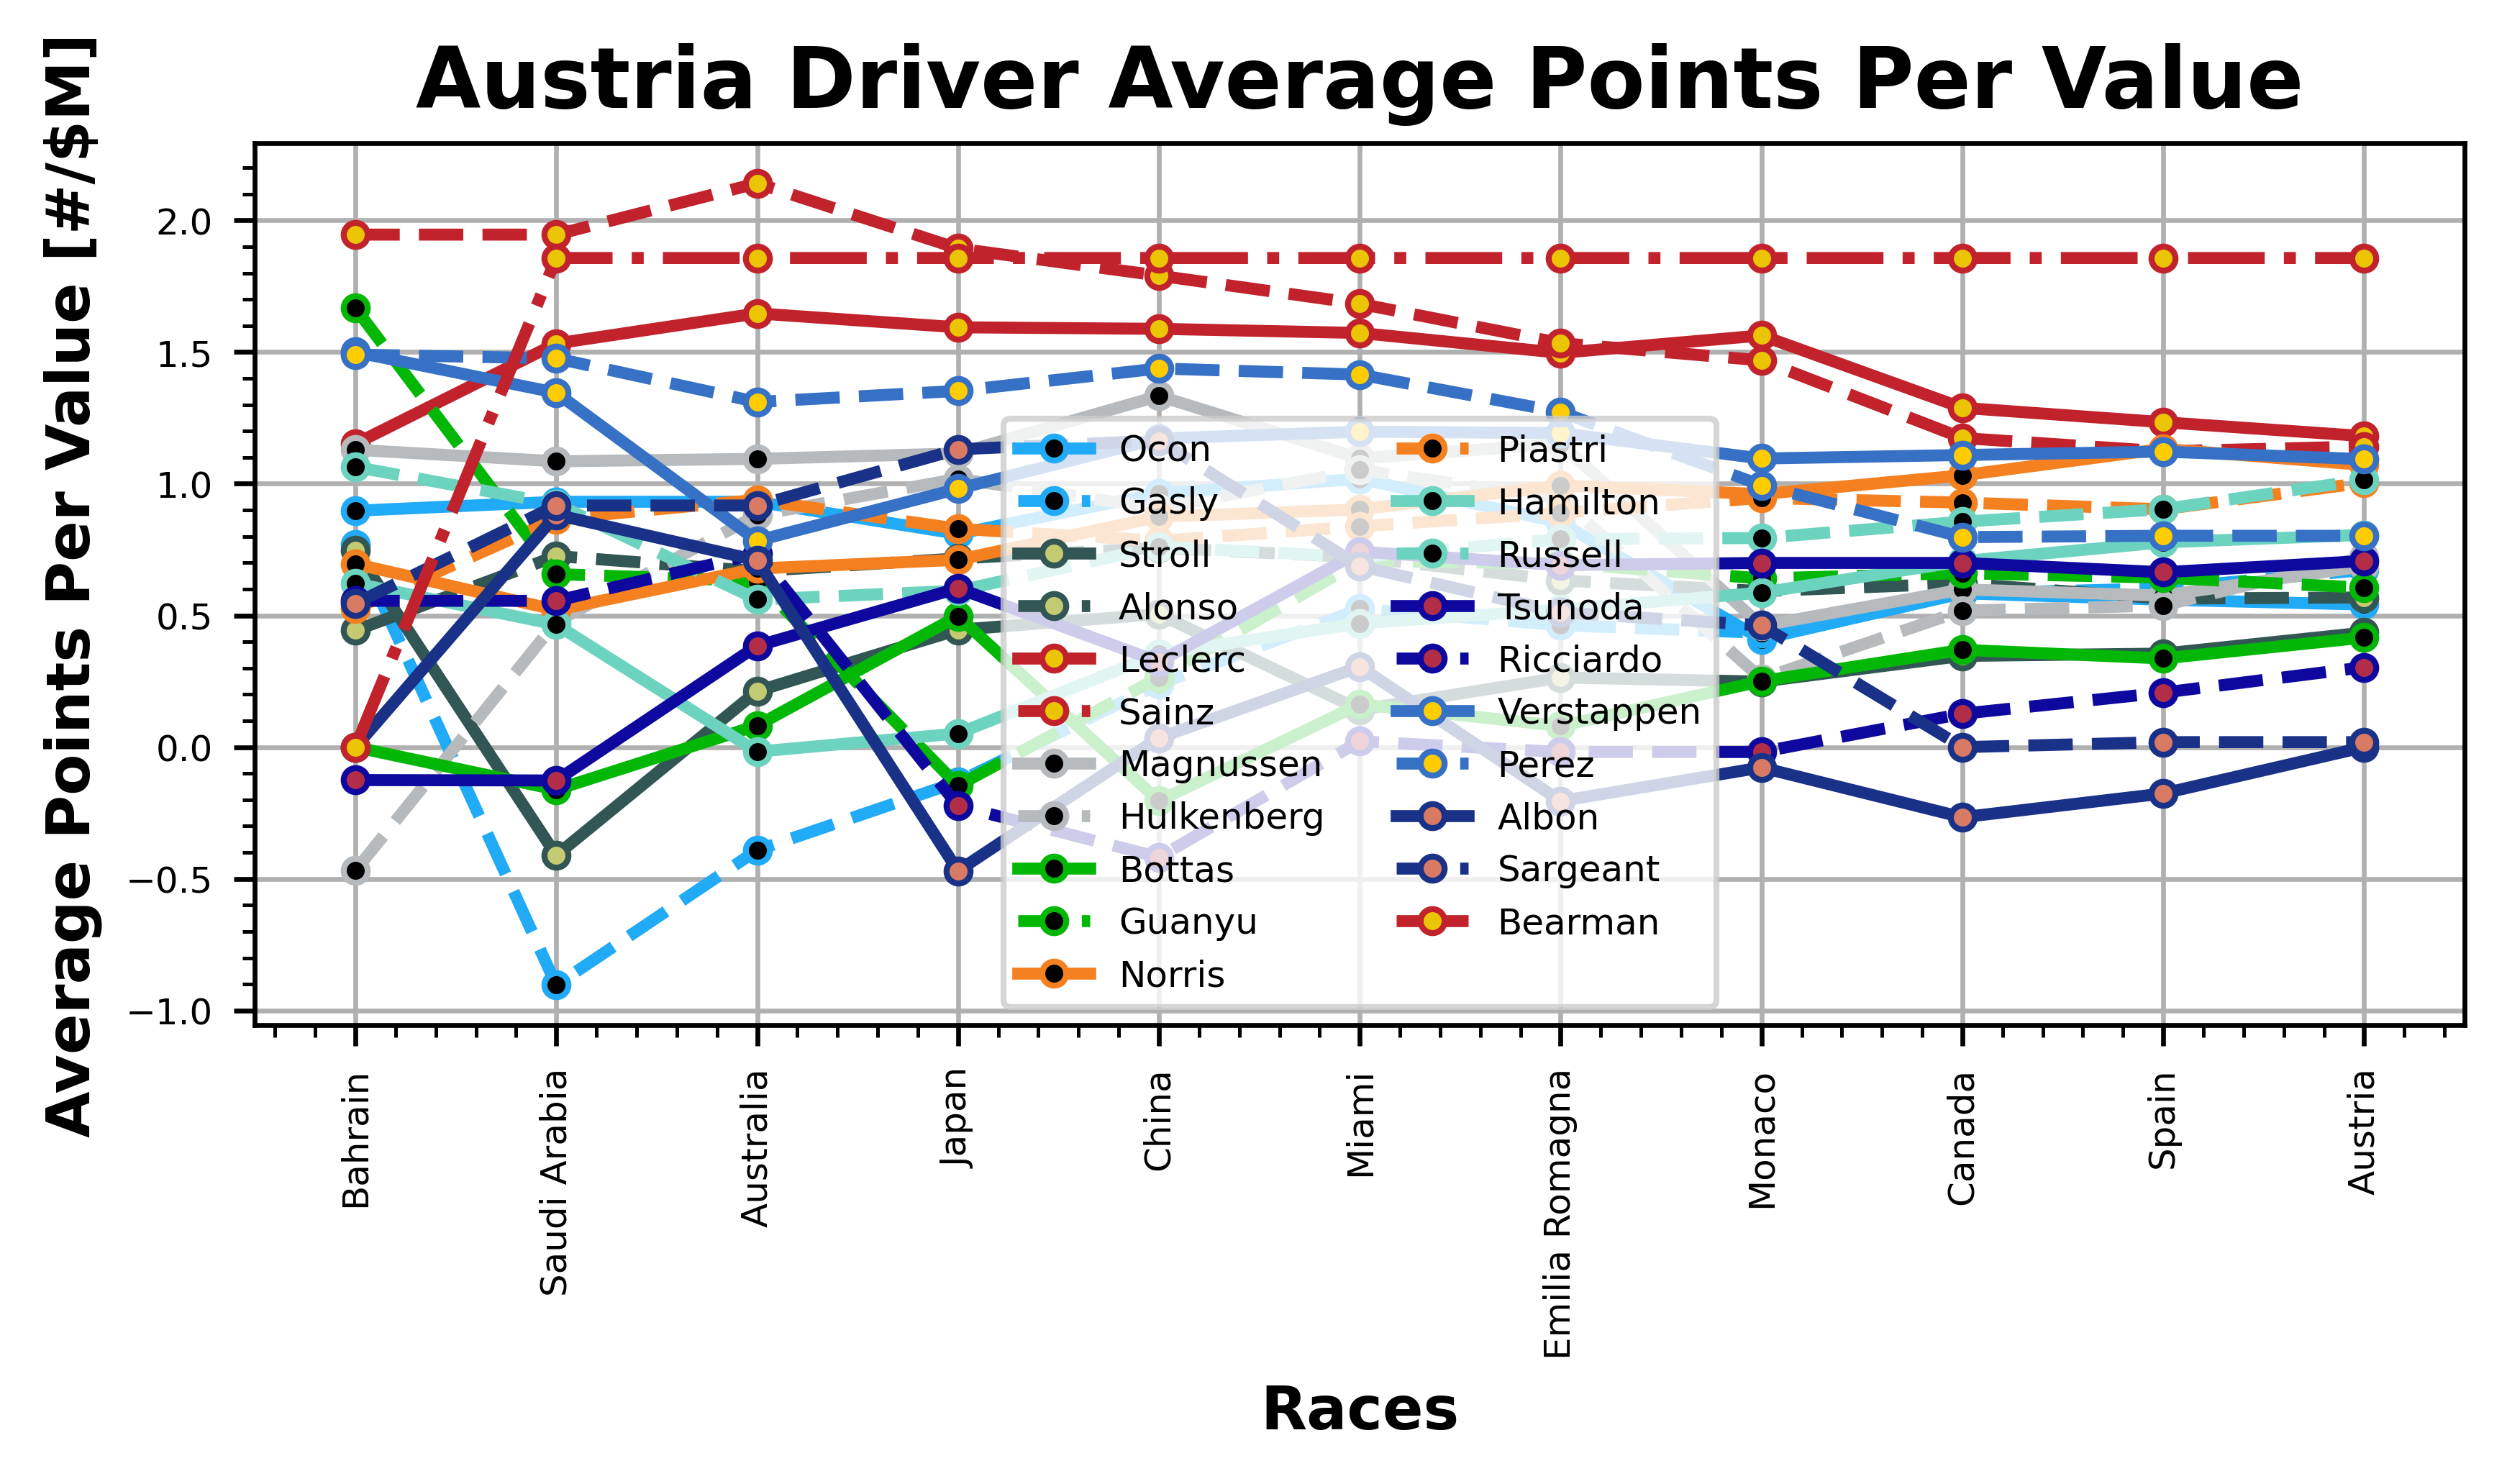 Austria Driver Average Points Per Value
Average Points Per Value [#/$M]
2.0
1.5
1.0
0.5
0.0
−0.5
−1.0
Ocon
Gasly
Stroll
Alonso
Leclerc
Sainz
Magnussen
Hulkenberg
Bottas
Guanyu
Norris
Piastri
Hamilton
Russell
Tsunoda
Ricciardo
Verstappen
Perez
Albon
Sargeant
Bearman
Bahrain
Saudi Arabia
Australia
Japan
China
Miami
Emilia Romagna
Monaco
Canada
Spain
Austria
Races